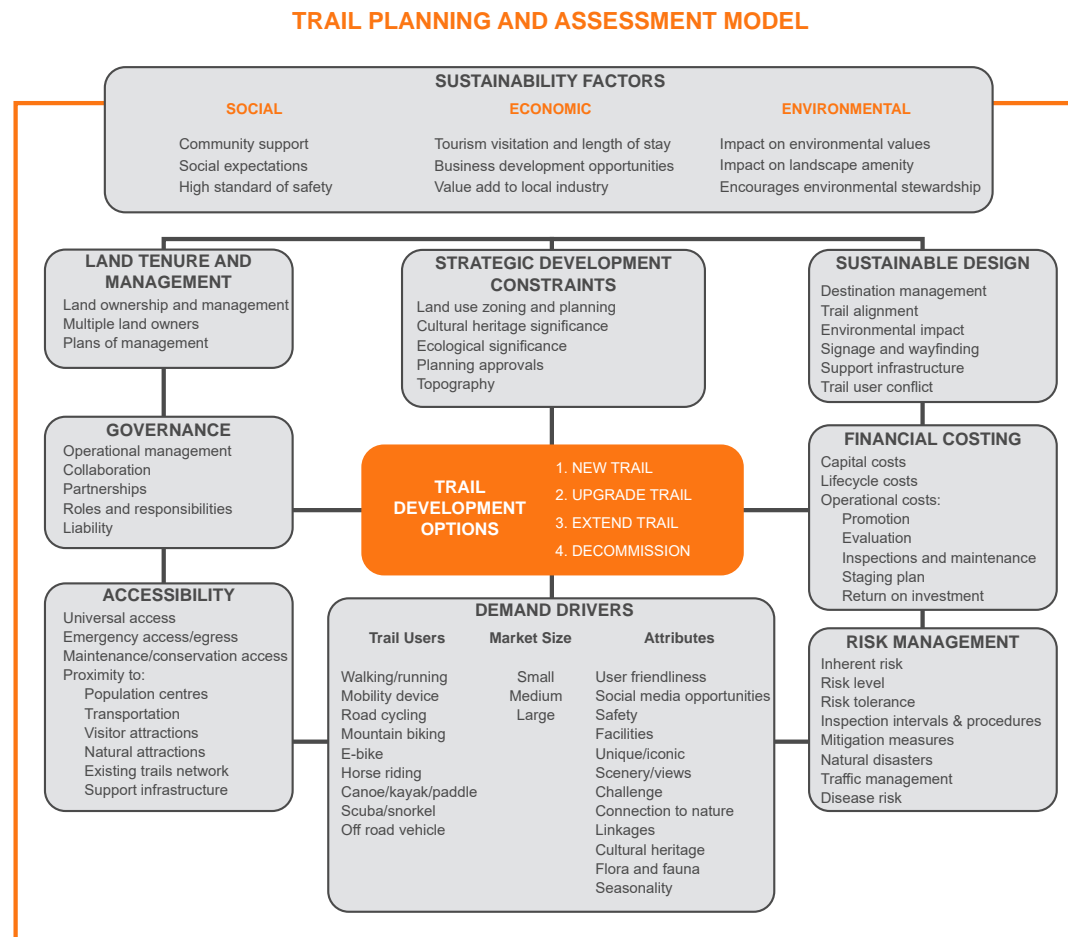 TRAIL PLANNING AND ASSESSMENT MODEL
SUSTAINABILITY FACTORS
SOCIAL
Community support
Social expectations
High standard of safety
ECONOMIC
Tourism visitation and length of stay
Business development opportunities
Value add to local industry
ENVIRONMENTAL
Impact on environmental values
Impact on landscape amenity
Encourages environmental stewardship
LAND TENURE AND
MANAGEMENT
Land ownership and management
Multiple land owners
Plans of management
STRATEGIC DEVELOPMENT
CONSTRAINTS
Land use zoning and planning
Cultural heritage significance
Ecological significance
Planning approvals
Topography
SUSTAINABLE DESIGN
Destination management
Trail alignment
Environmental impact
Signage and wayfinding
Support infrastructure
Trail user conflict
GOVERNANCE
Operational management
Collaboration
Partnerships
Roles and responsibilities
Liability
TRAIL
DEVELOPMENT
OPTIONS
1. NEW TRAIL
2. UPGRADE TRAIL
3. EXTEND TRAIL
4. DECOMMISSION
FINANCIAL COSTING
Capital costs
Lifecycle costs
Operational costs:
Promotion
Evaluation
Inspections and maintenance
Staging plan
Return on investment
ACCESSIBILITY
Universal access
Emergency access/egress
Maintenance/conservation access
Proximity to:
Population centres
Transportation
Visitor attractions
Natural attractions
Existing trails network
Support infrastructure
DEMAND DRIVERS
Trail Users
Walking/running
Mobility device
Road cycling
Mountain biking
E-bike
Horse riding
Canoe/kayak/paddle
Scuba/snorkel
Off road vehicle
Market Size
Small
Medium
Large
Attributes
User friendliness
Social media opportunities
Safety
Facilities
Unique/iconic
Scenery/views
Challenge
Connection to nature
Linkages
Cultural heritage
Flora and fauna
Seasonality
RISK MANAGEMENT
Inherent risk
Risk level
Risk tolerance
Inspection intervals & procedures
Mitigation measures
Natural disasters
Traffic management
Disease risk